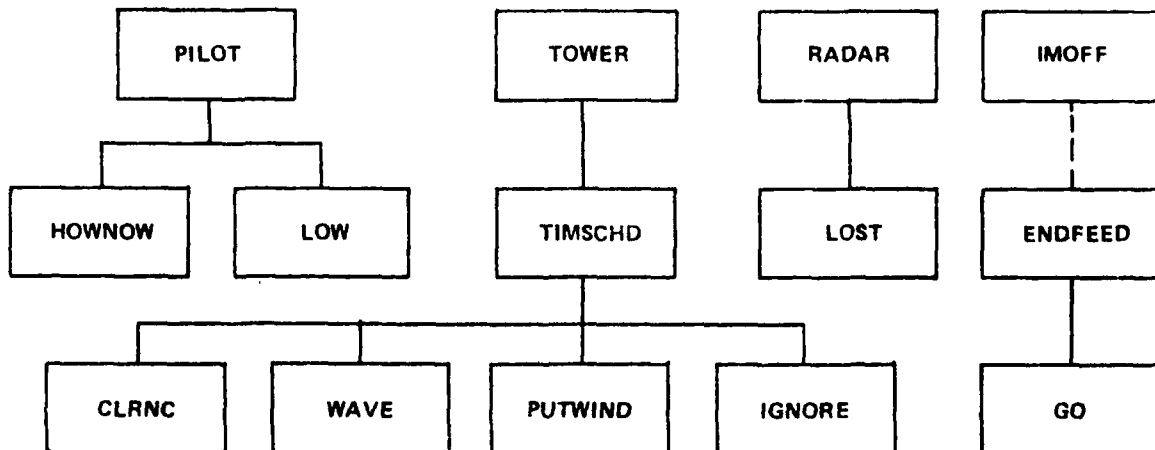 PILOT
TOWER
RADAR
IMOFF
HOWNOW
LOW
TIMSCHD
LOST
ENDFEED
CLRNC
WAVE
PUTWIND
IGNORE
GO